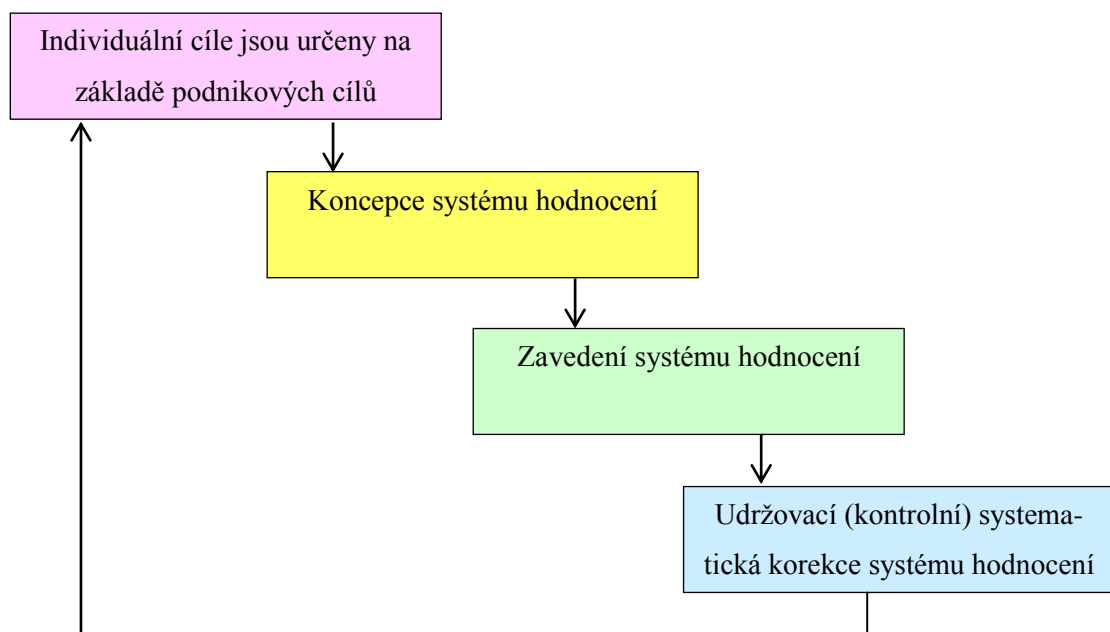 Individuální cíle jsou určeny na
základě podnikových cílů
Koncepce systému hodnocení
Zavedení systému hodnocení
Udržovací (kontrolní) systema-
tická korekce systému hodnocení